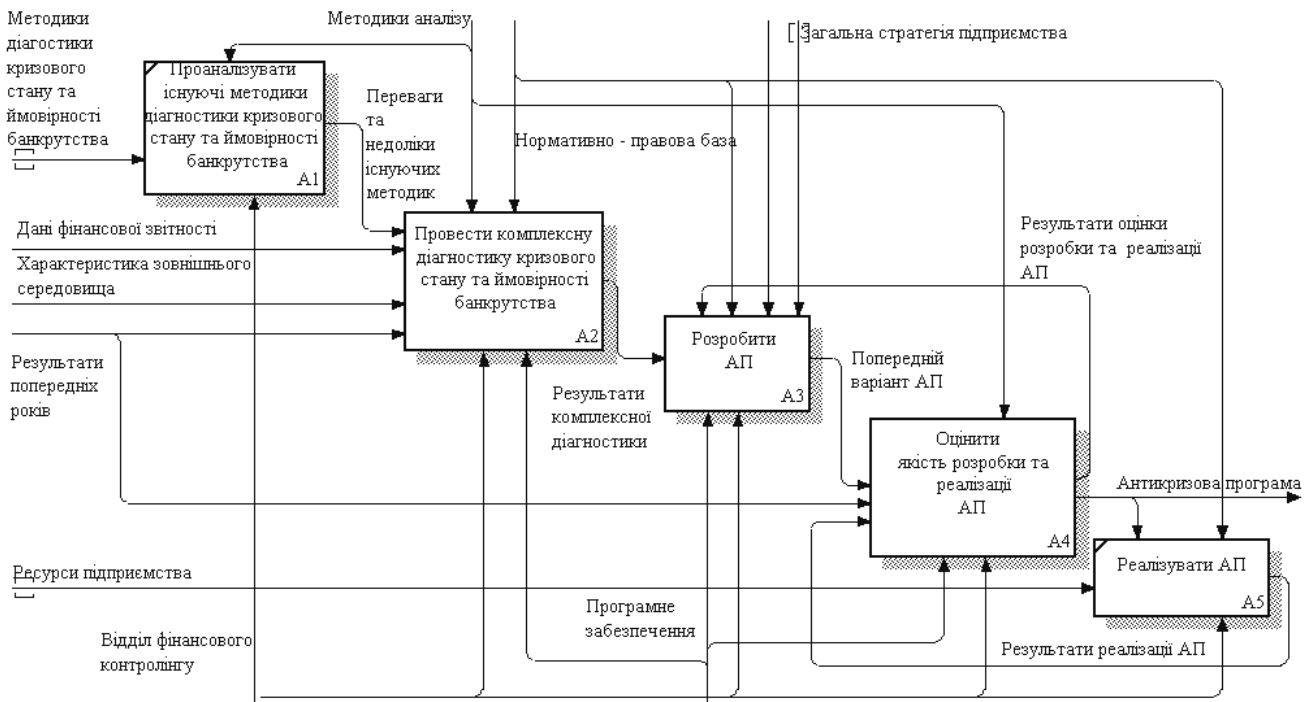 Методики
діагостики
кризового
стану та
ймовірності
банкрутства
Методики аналізу
[ ]Загальна стратегія підприємства
Проаналізувати
існуючі методики
діагностики кризового
стану та ймовірності
банкрутства
A1
Переваги
та
недоліки
існуючих
методик
Нормативно - правова база
Дані фінансової звітності
Характеристика зовнішнього
середовища
Провести комплексну
діагностику кризового
стану та ймовірності
банкрутства
A2
Результати оцінки
розробки та реалізації
АП
Результати
попередніх
років
Розробити
АП
A3
Результати
комплексної
діагностики
Попередній
варіант АП
Оцінити
якість розробки та
реалізації
АП
A4
Антикризова програма
Ресурси підприємства
Реалізувати АП
A5
Програмне
забезпечення
Відділ фінансового
контролінгу
Результати реалізації АП